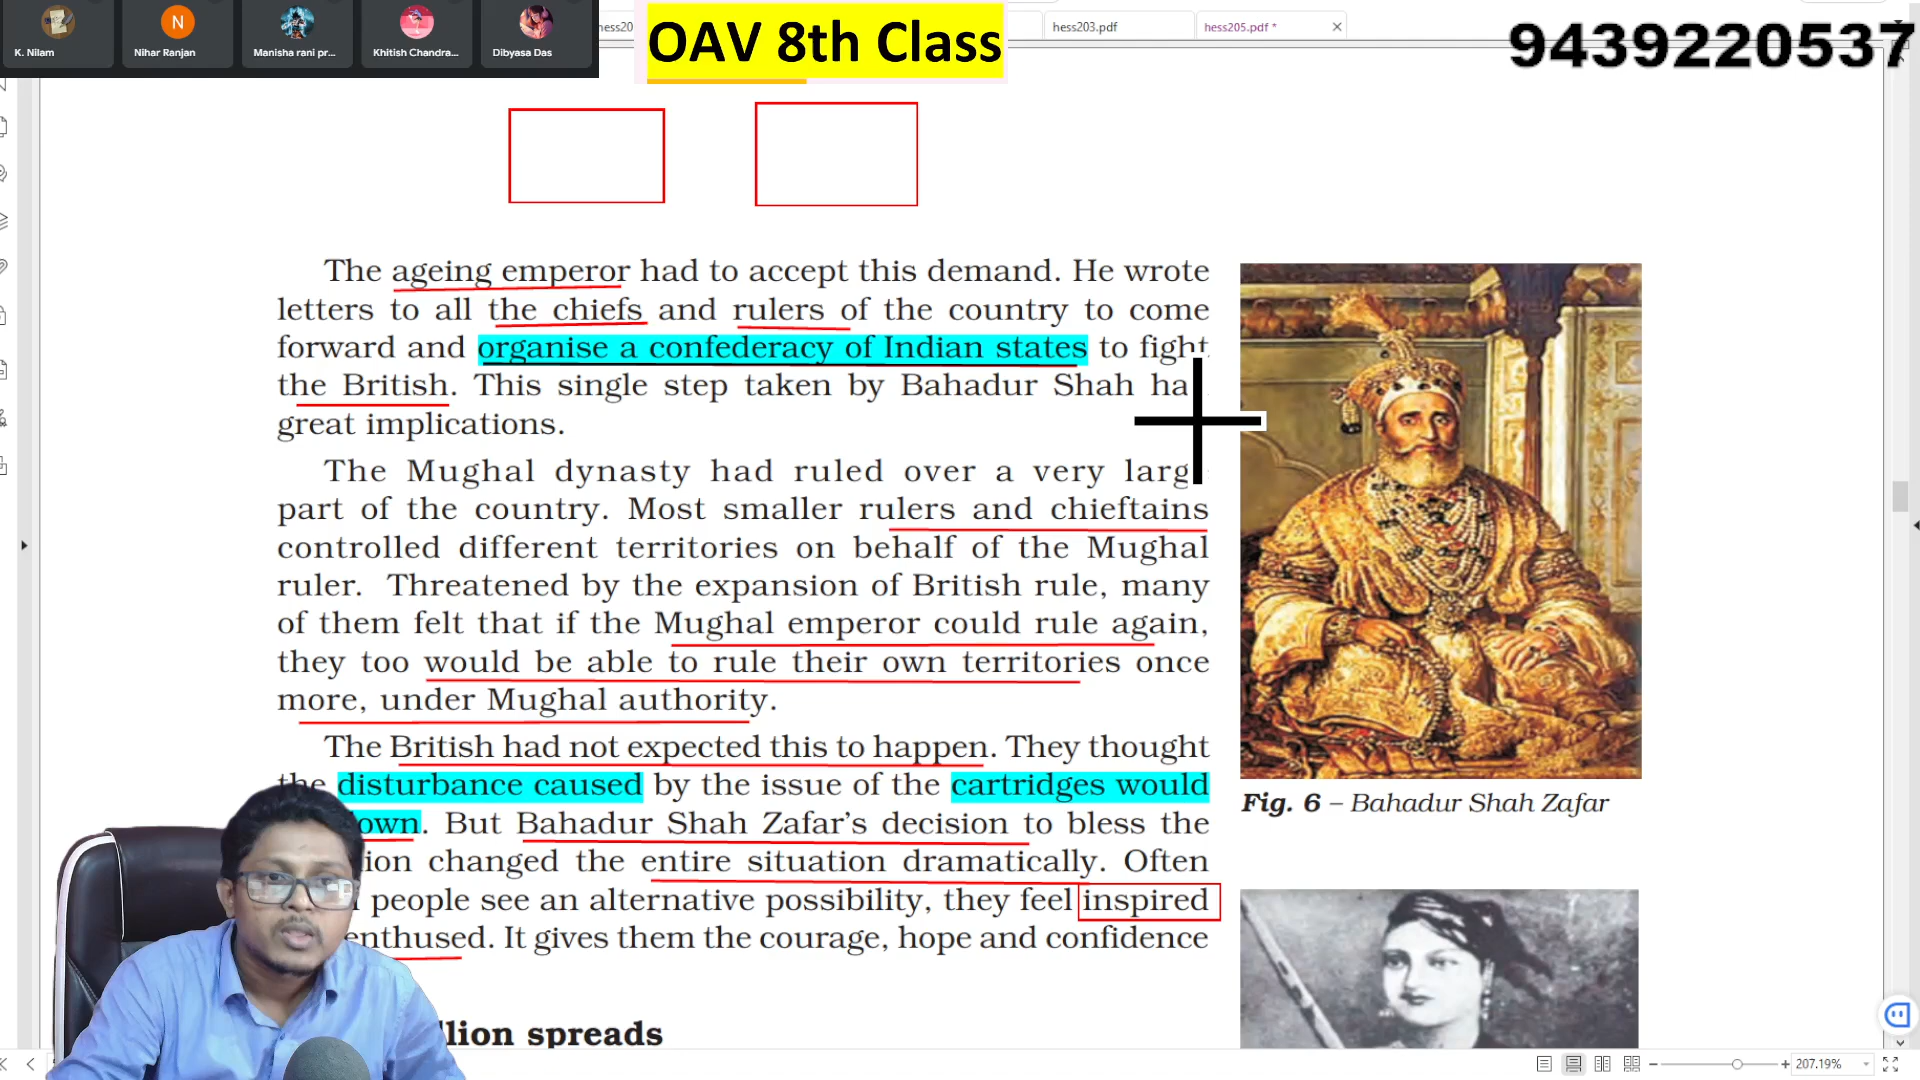 K. Nilam
N
Nihar Ranjan
Manisha rani pr...
Khitish Chandra...
Dibyasa Das
hess20
OAV 8th Class
hess203.pdf
hess205.pdf *
9439220537
The ageing emperor had to accept this demand. He wrote
letters to all the chiefs and rulers of the country to come
forward and organise a confederacy of Indian states to fight
the British. This single step taken by Bahadur Shah ha
great implications.
The Mughal dynasty had ruled over a very larg
part of the country. Most smaller rulers and chieftains
controlled different territories on behalf of the Mughal
ruler. Threatened by the expansion of British rule, many
of them felt that if the Mughal emperor could rule again,
they too would be able to rule their own territories once
more, under Mughal authority.
The British had not expected this to happen. They thought
the disturbance caused by the issue of the cartridges would
down. But Bahadur Shah Zafar's decision to bless the
ion changed the entire situation dramatically. Often
people see an alternative possibility, they feel inspired
enthused. It gives them the courage, hope and confidence
llion spreads
Fig. 6 – Bahadur Shah Zafar
207.19%